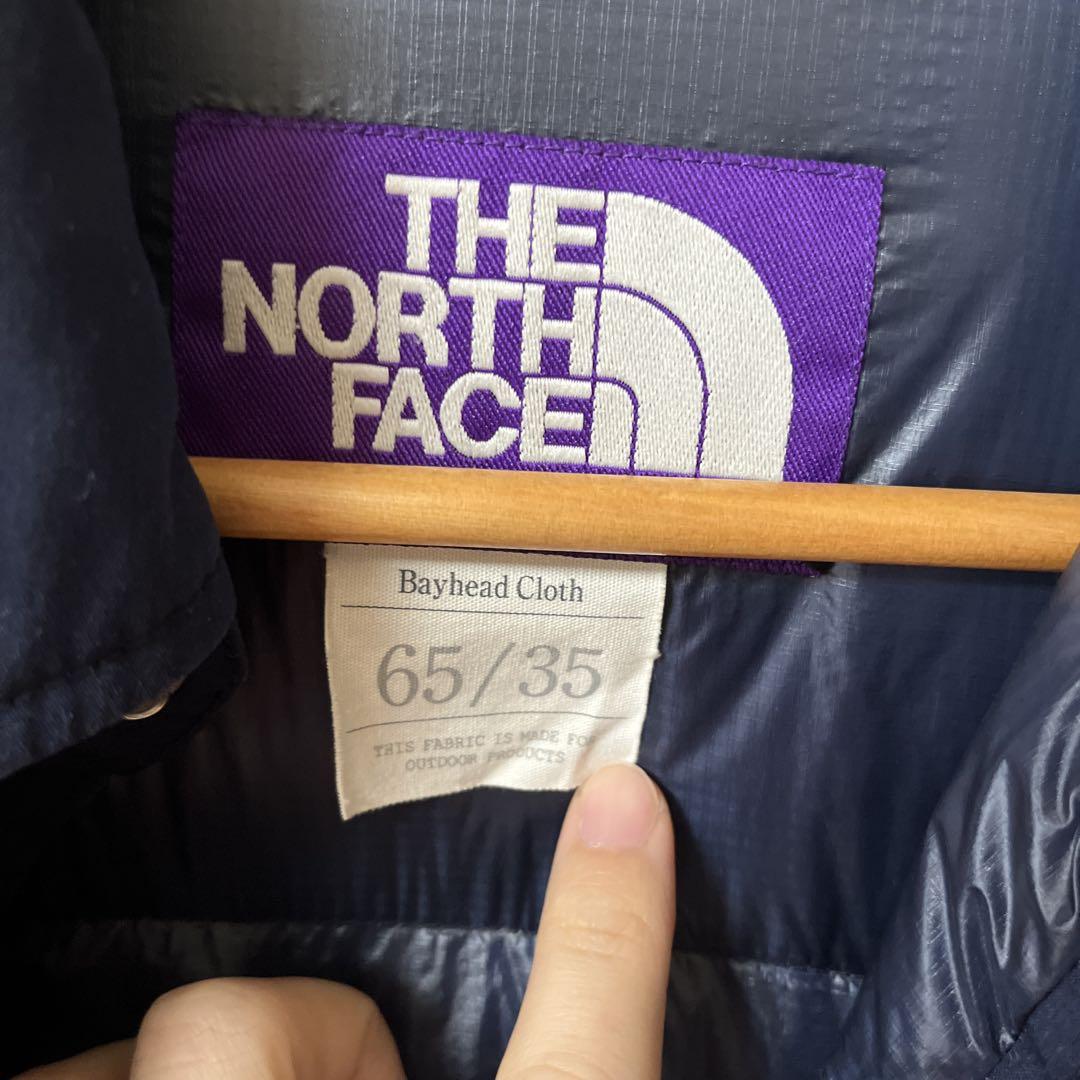 THE
NORTH
FACE
Bayhead Cloth
65/35
THIS FABRIC IS MADE FOR
OUTDOOR PRODUCTS